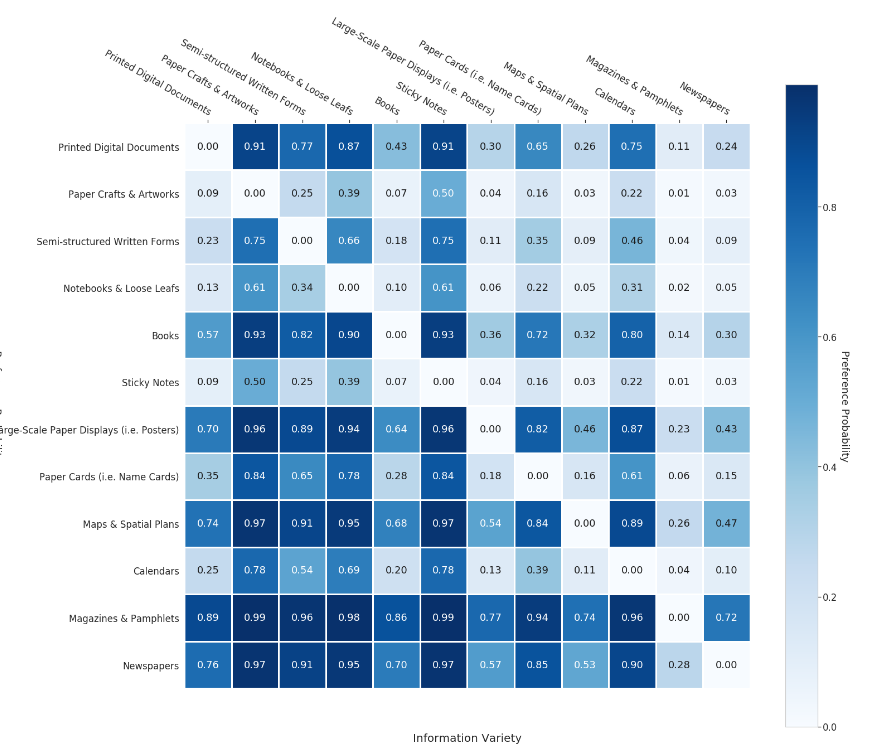 Printed Digital Documents
Paper Crafts & Artworks
Semi-structured Written Forms
Notebooks & Loose Leafs
Books
Sticky Notes
Large-Scale Paper Displays (i.e. Posters)
Paper Cards (i.e. Name Cards)
Maps & Spatial Plans
Calendars
Magazines & Pamphlets
Newspapers
Printed Digital Documents 0.00 0.91 0.77 0.87 0.43 0.91 0.30 0.65 0.26 0.75 0.11 0.24
Paper Crafts & Artworks 0.09 0.00 0.25 0.39 0.07 0.50 0.04 0.16 0.03 0.22 0.01 0.03
Semi-structured Written Forms 0.23 0.75 0.00 0.66 0.18 0.75 0.11 0.35 0.09 0.46 0.04 0.09
Notebooks & Loose Leafs 0.13 0.61 0.34 0.00 0.10 0.61 0.06 0.22 0.05 0.31 0.02 0.05
Books 0.57 0.93 0.82 0.90 0.00 0.93 0.36 0.72 0.32 0.80 0.14 0.30
Sticky Notes 0.09 0.50 0.25 0.39 0.07 0.00 0.04 0.16 0.03 0.22 0.01 0.03
arge-Scale Paper Displays (i.e. Posters) 0.70 0.96 0.89 0.94 0.64 0.96 0.00 0.82 0.46 0.87 0.23 0.43
Paper Cards (i.e. Name Cards) 0.35 0.84 0.65 0.78 0.28 0.84 0.18 0.00 0.16 0.61 0.06 0.15
Maps & Spatial Plans 0.74 0.97 0.91 0.95 0.68 0.97 0.54 0.84 0.00 0.89 0.26 0.47
Calendars 0.25 0.78 0.54 0.69 0.20 0.78 0.13 0.39 0.11 0.00 0.04 0.10
Magazines & Pamphlets 0.89 0.99 0.96 0.98 0.86 0.99 0.77 0.94 0.74 0.96 0.00 0.72
Newspapers 0.76 0.97 0.91 0.95 0.70 0.97 0.57 0.85 0.53 0.90 0.28 0.00
Information Variety
0.8
0.6
0.4
0.2
0.0
Preference Probability